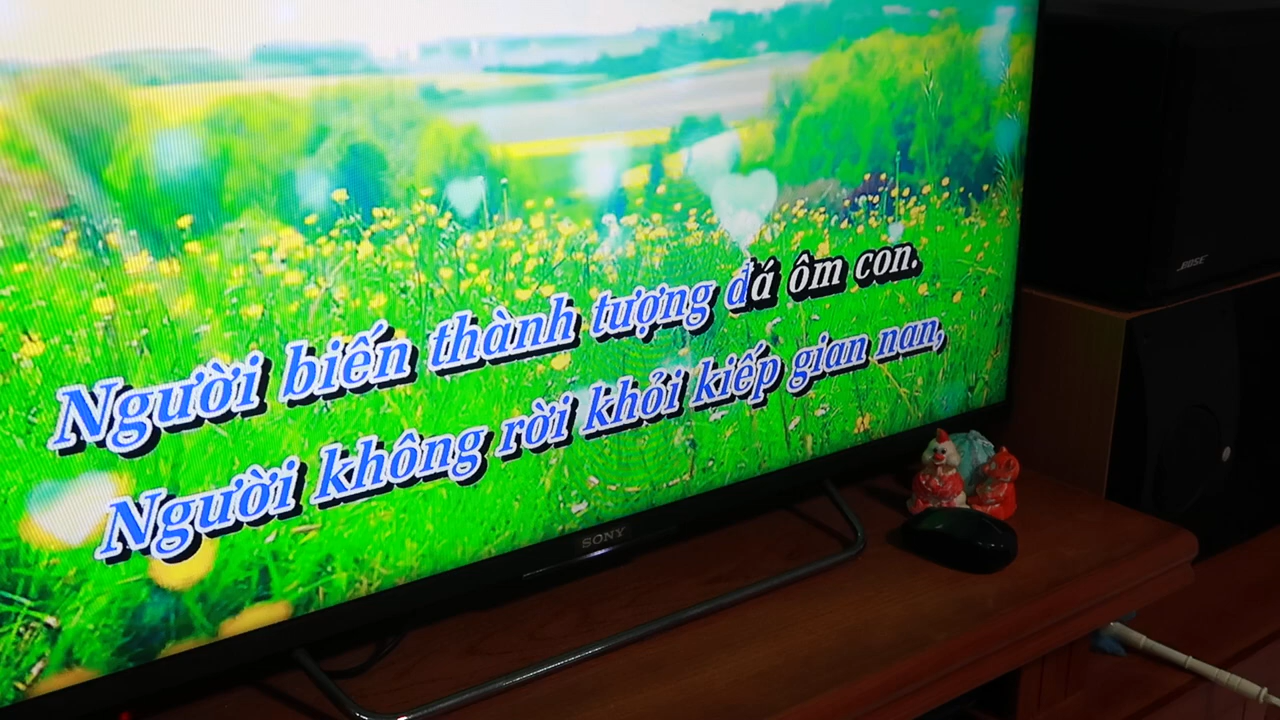 Người biến thành tượng đá ôm con.
Người không rời khỏi kiếp gian nan,
SONY
BOSE